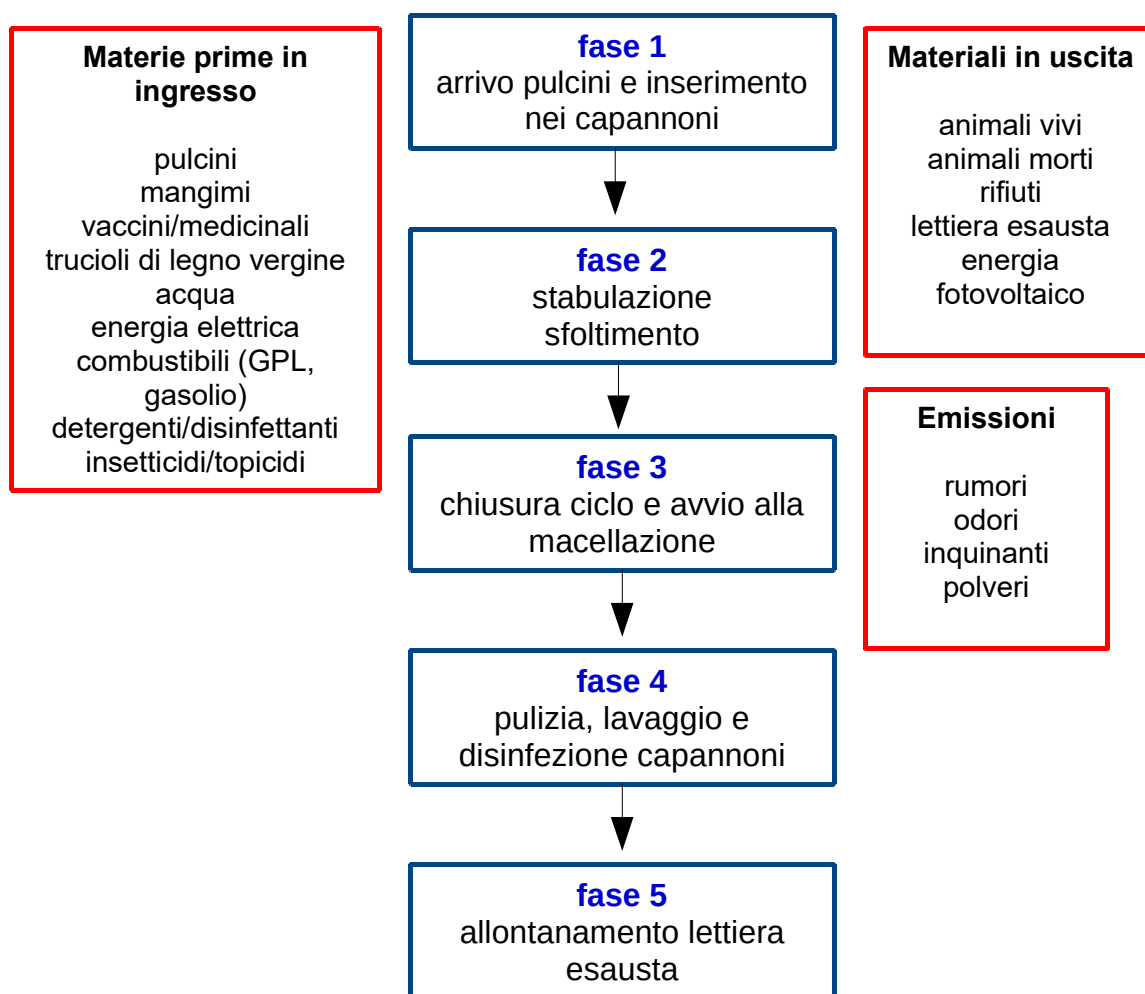 Materie prime in
ingresso
pulcini
mangimi
vaccini/medicinali
trucioli di legno vergine
acqua
energia elettrica
combustibili (GPL,
gasolio)
detergenti/disinfettanti
insetticidi/topicidi
fase 1
arrivo pulcini e inserimento
nei capannoni
fase 2
stabulazione
sfoltimento
fase 3
chiusura ciclo e avvio alla
macellazione
fase 4
pulizia, lavaggio e
disinfezione capannoni
fase 5
allontanamento lettiera
esausta
Materiali in uscita
animali vivi
animali morti
rifiuti
lettiera esausta
energia
fotovoltaico
Emissioni
rumori
odori
inquinanti
polveri